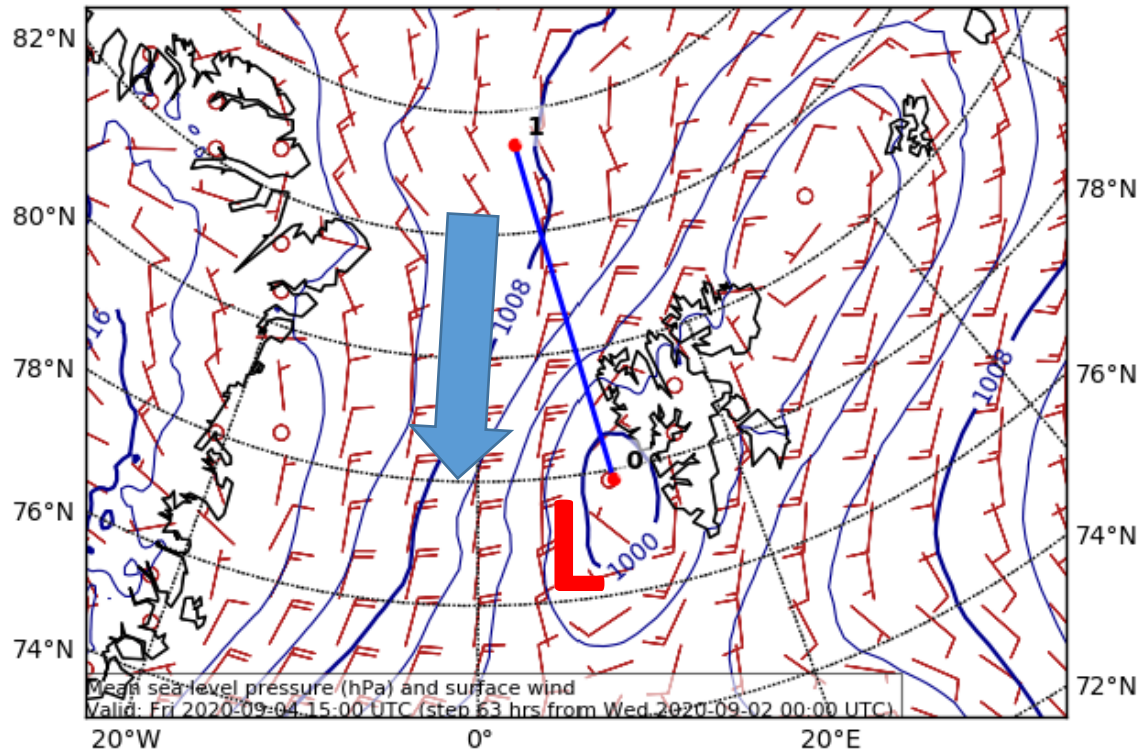 82°N
1
80°N
78°N
1008
16
78°N
76°N
1008
0
L
1000
76°N
74°N
74°N
72°N
Mean sea level pressure (hPa) and surface wind
Valid: Fri 2020-09-04 15:00 UTC (step 63 hrs from Wed 2020-09-02 00:00 UTC)
20°W 0° 20°E